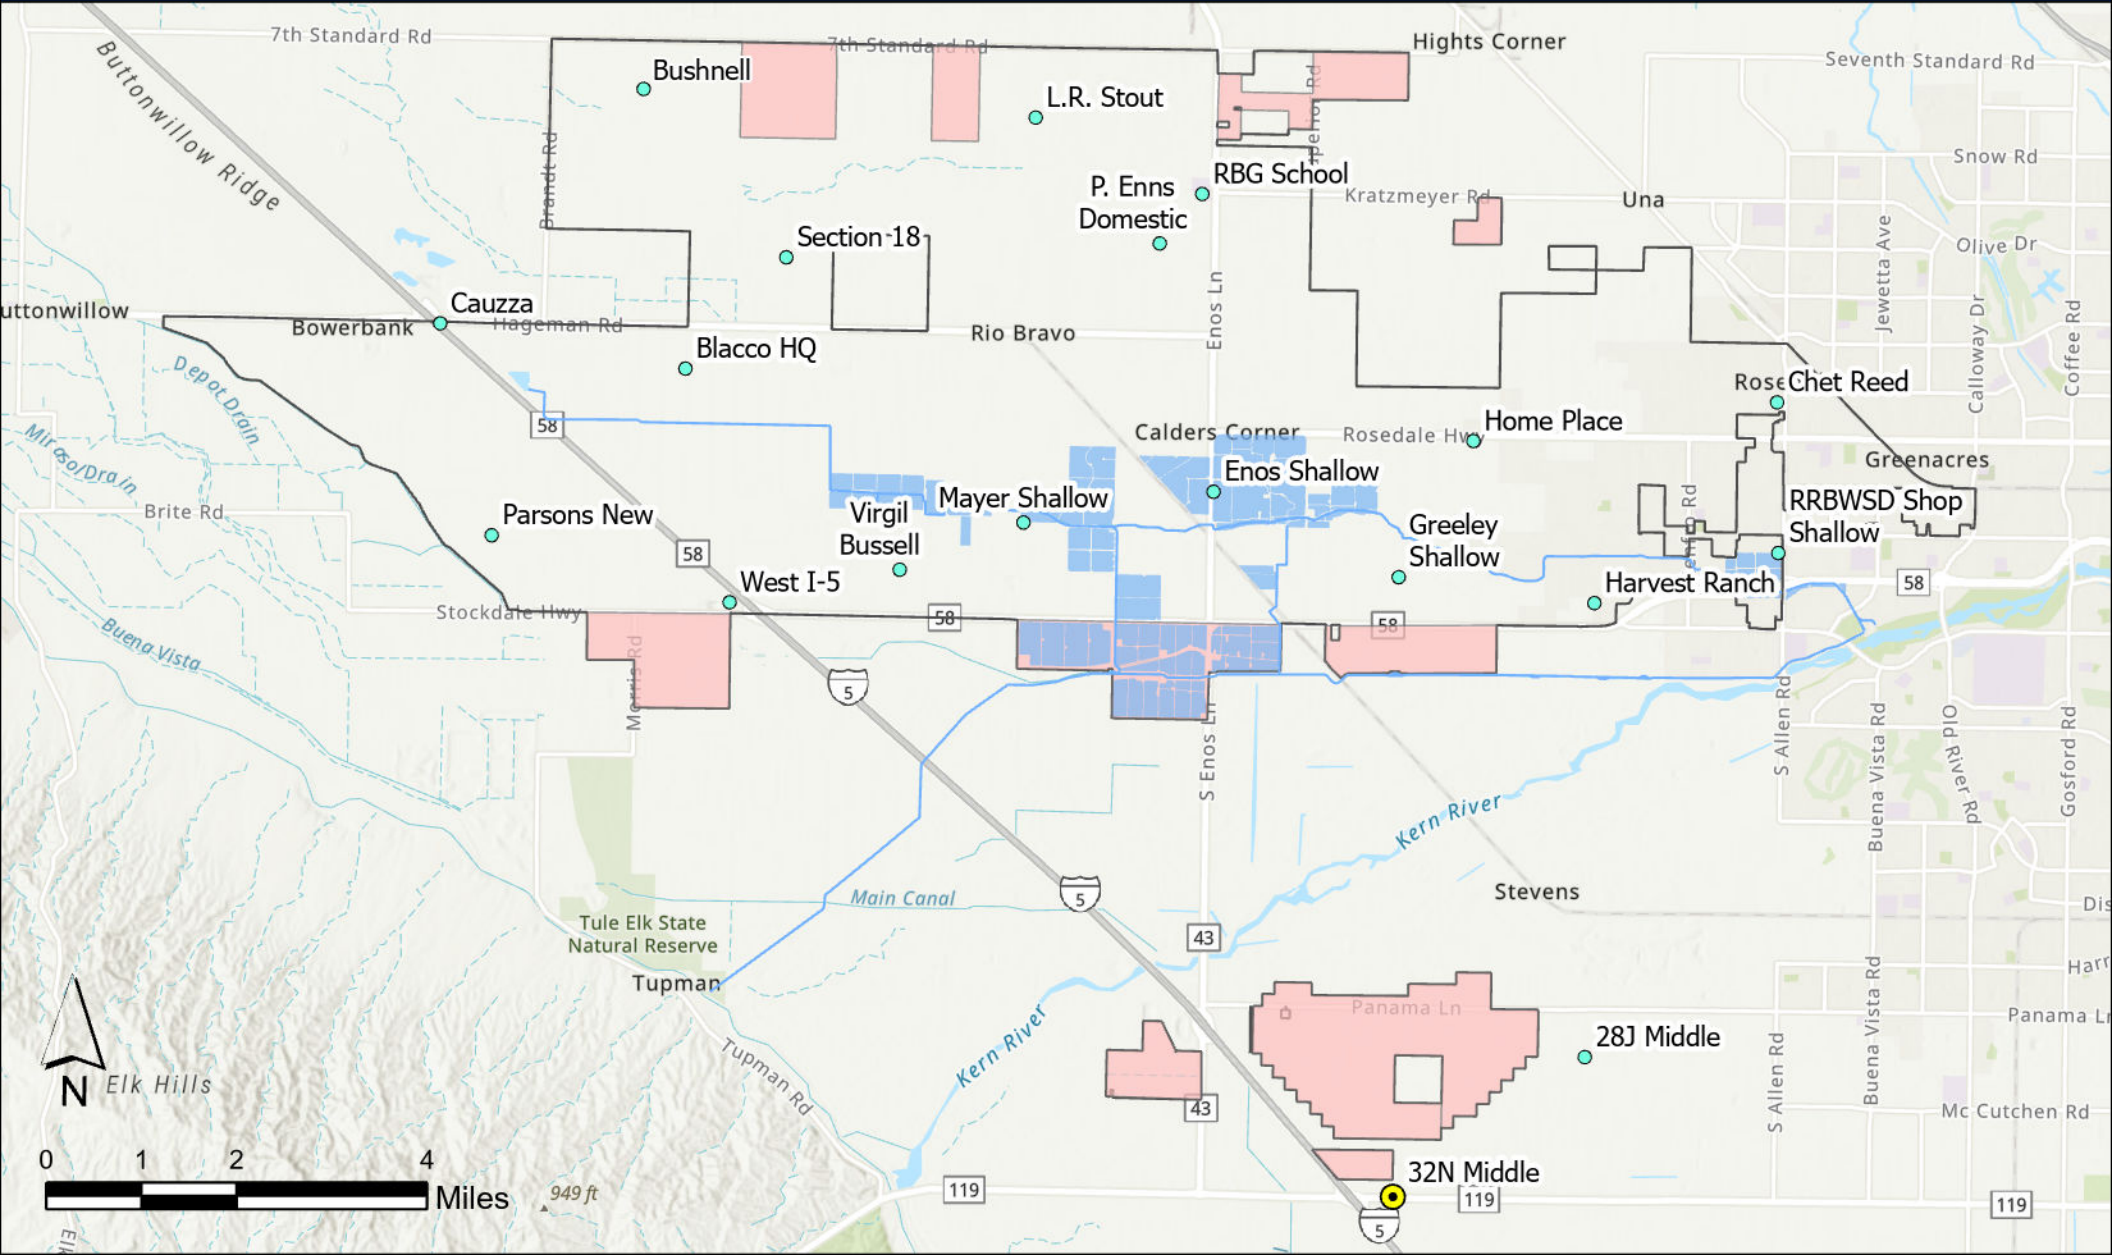 7th Standard Rd
7th Standard Rd
Hights Corner
Seventh Standard Rd
Buttonwillow Ridge
Bushnell
L.R. Stout
Brandt Rd
Snow Rd
RBG School
P. Enns
Domestic
Kratzmeyer Rd
Una
Jewetta Ave
Olive Dr
Section 18
Enos Ln
Calloway Dr
Coffee Rd
Cauzza
uttonwillow
Bowerbank
Hageman Rd
Rio Bravo
Blacco HQ
Depot Drain
Rose
Chet Reed
58
Calders Corner
Rosedale Hwy
Home Place
Greenacres
Enos Shallow
Mayer Shallow
Brite Rd
Parsons New
Virgil
Bussell
RRBWSD Shop
Shallow
Greeley
Shallow
58
West I-5
Harvest Ranch
58
Stockdale Hwy
58
58
Buena Vista
Morris Rd
5
S Enos Ln
S Allen Rd
Buena Vista Rd
Old River Rd
Gosford Rd
Kern River
Main Canal
5
Stevens
Dis
Tule Elk State
Natural Reserve
43
Tupman
Harr
Panama Ln
Panama Ln
Kern River
28J Middle
Tupman Rd
S Allen Rd
Buena Vista Rd
N
Elk Hills
43
Mc Cutchen Rd
0 1 2 4
Miles
949 ft
119
32N Middle
119
119
5
Elk